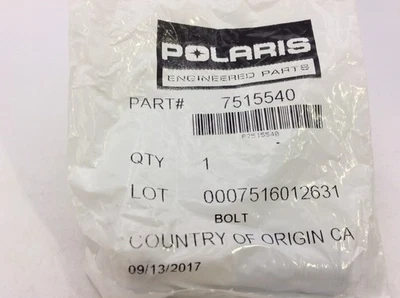 POLARIS
ENGINEERED PARTS
PART# 7515540
P7515540
QTY 1
LOT 0007516012631
BOLT
COUNTRY OF ORIGIN CA
09/13/2017